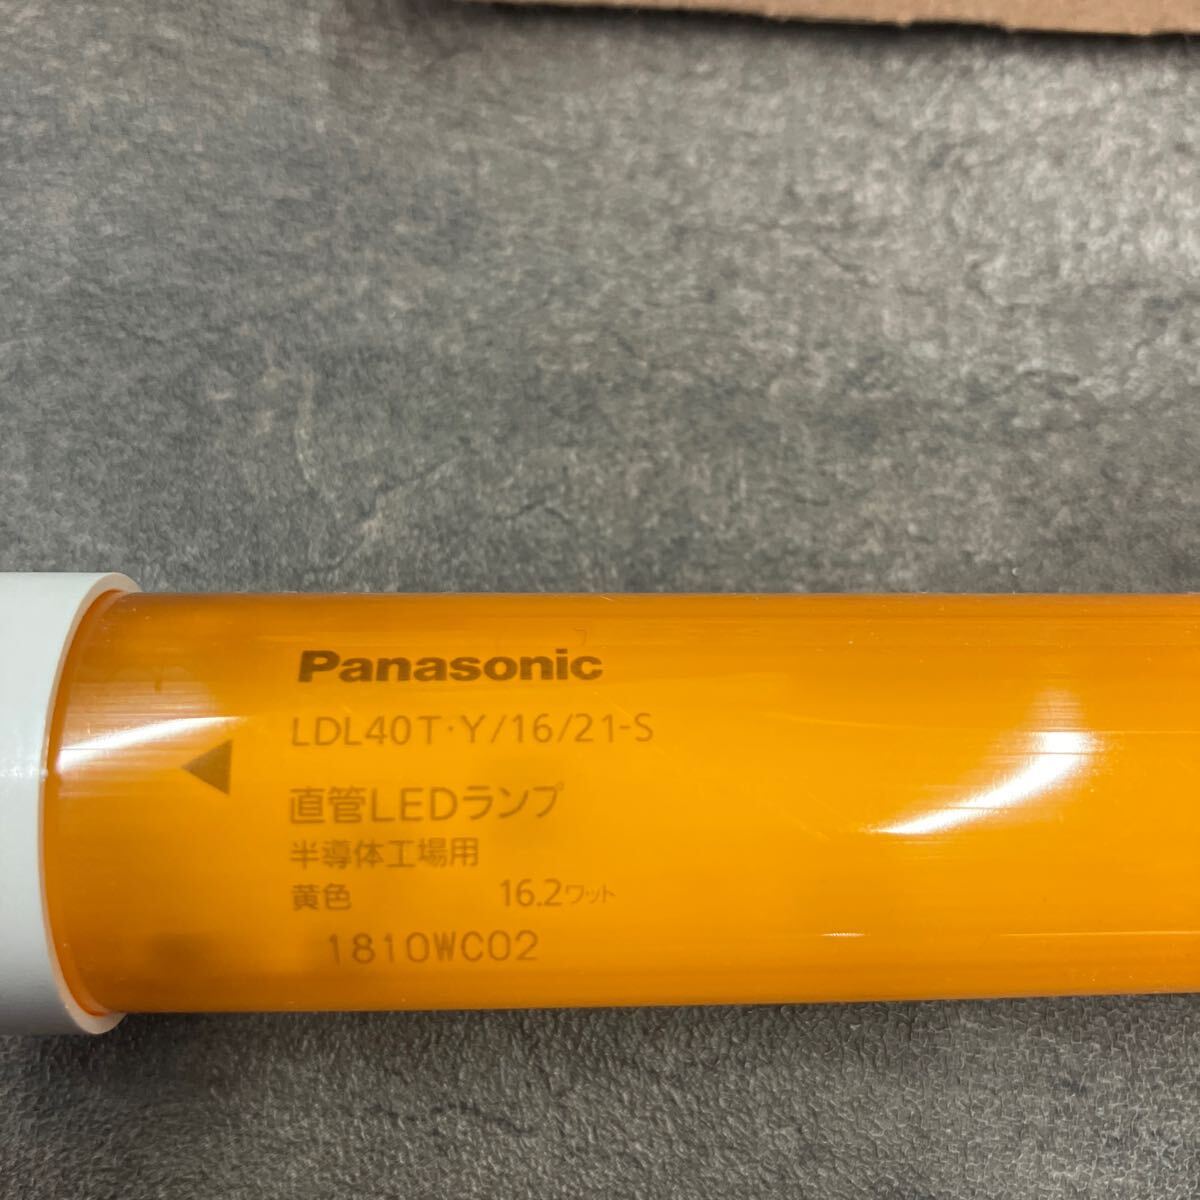 Panasonic
LDL40T·Y/16/21-S
直管LEDランプ
半導体工場用
黄色 16.2ワット
1810WC02